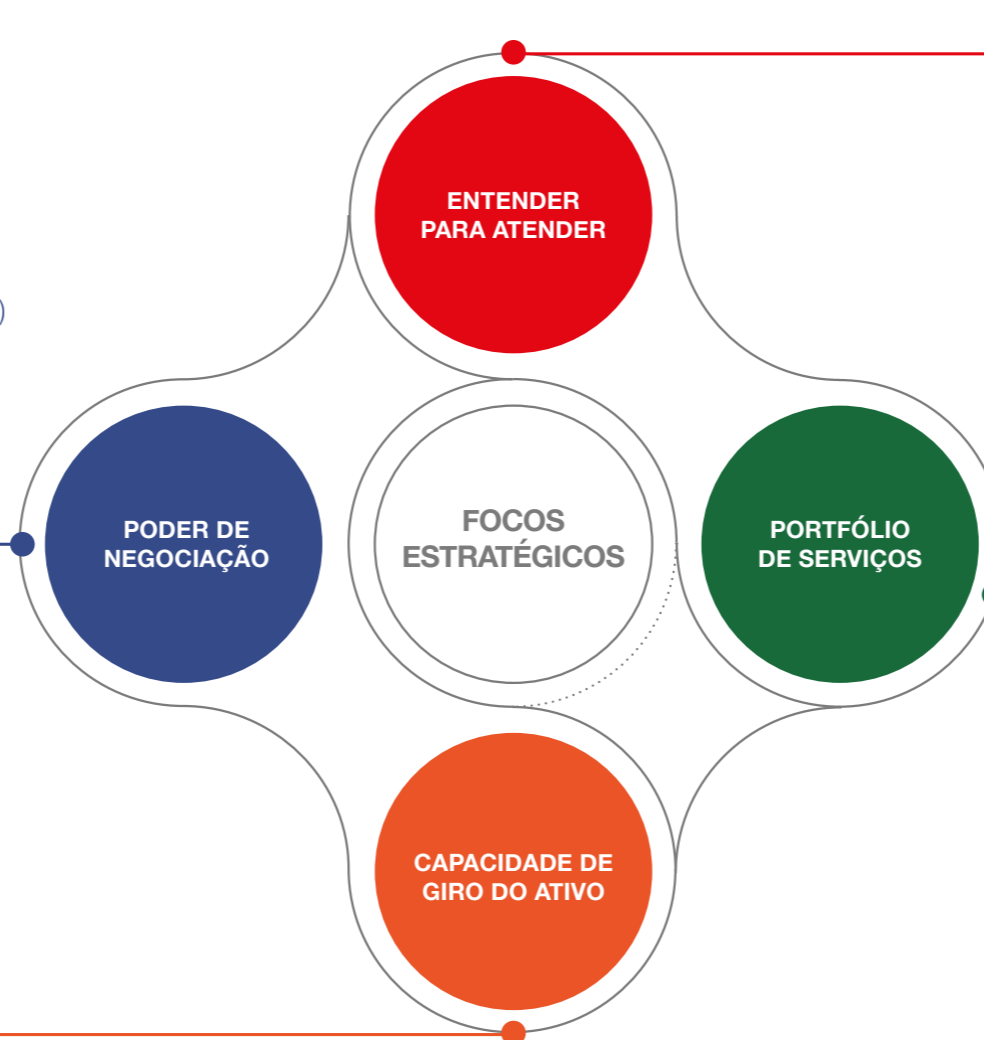 ENTENDER
PARA ATENDER
)
PODER DE
NEGOCIAÇÃO
FOCOS
ESTRATÉGICOS
PORTFÓLIO
DE SERVIÇOS
CAPACIDADE DE
GIRO DO ATIVO